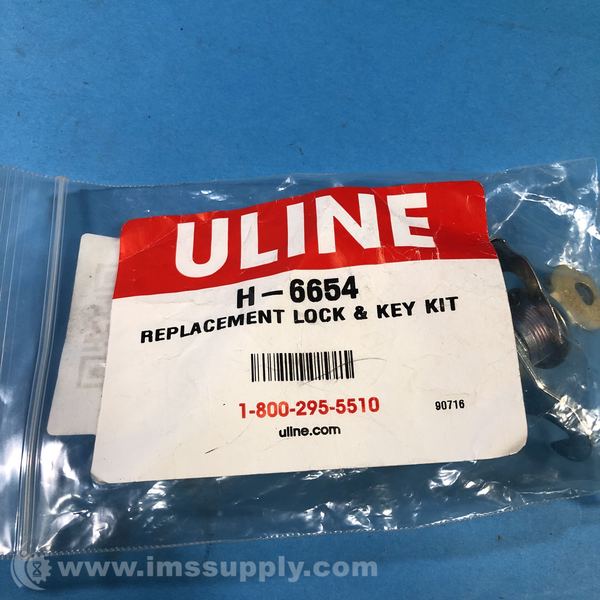 ULINE
H-6654
REPLACEMENT LOCK & KEY KIT
1-800-295-5510
90716
uline.com
www.imssupply.com